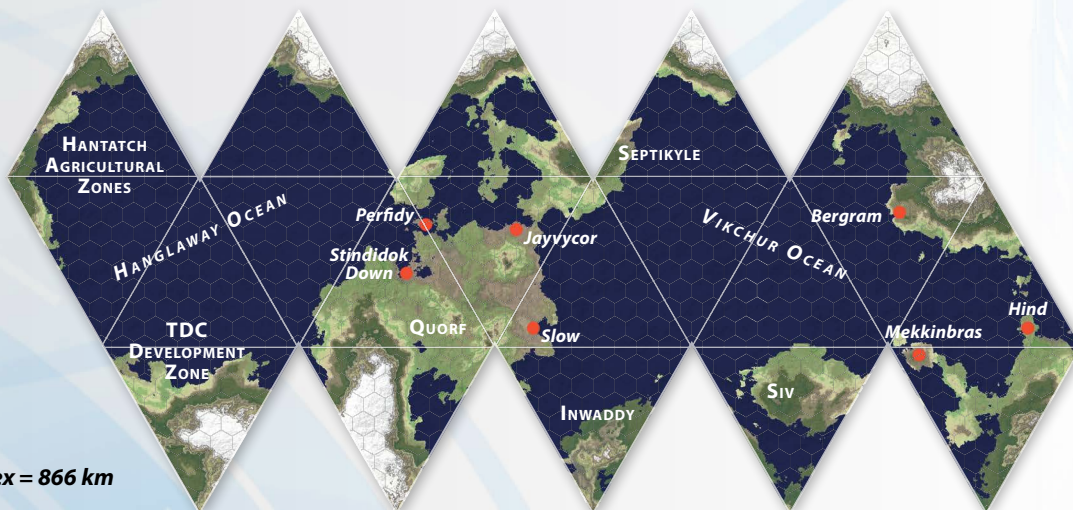 Hantatch
Agricultural
Zones
Septikyle
Hanglaway Ocean
Perfidy
Jayvycor
Vikchur Ocean
Bergram
Stindidok
Down
Quorf
Slow
TDC
Development
Zone
Hind
Mekkinbras
Siv
Inwaddy
ex = 866 km